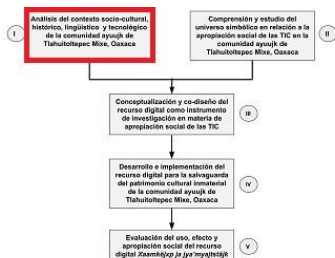 I
Análisis del contexto socio-cultural,
histórico, lingüístico y tecnológico
de la comunidad ayuujk de
Tlahuitoltepec Mixe, Oaxaca
Comprensión y estudio del
universo simbólico en relación a la
apropiación social de las TIC en la
comunidad ayuujk de
Tlahuitoltepec Mixe, Oaxaca
II
Conceptualización y co-diseño del
recurso digital como instrumento
de investigación en materia de
apropiación social de las TIC
III
Desarrollo e implementación del
recurso digital para la salvaguarda
del patrimonio cultural inmaterial
de la comunidad ayuujk de
Tlahuitoltepec Mixe, Oaxaca
IV
Evaluación del uso, efecto y
apropiación social del recurso
digital Xaamkëjxp ja jya'myajtstäjk
V